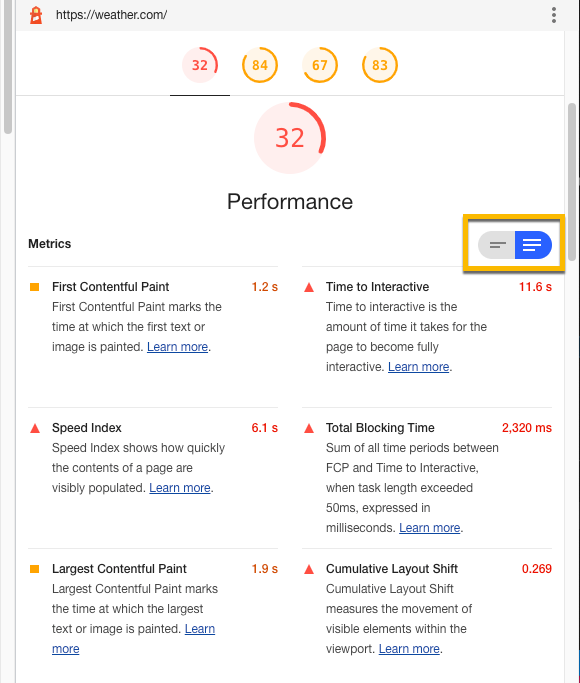 https://weather.com/
32 84 67 83
32
Performance
Metrics
First Contentful Paint 1.2 s
First Contentful Paint marks the
time at which the first text or
image is painted. Learn more.
Time to Interactive 11.6 s
Time to interactive is the
amount of time it takes for the
page to become fully
interactive. Learn more.
Speed Index 6.1 s
Speed Index shows how quickly
the contents of a page are
visibly populated. Learn more.
Total Blocking Time 2,320 ms
Sum of all time periods between
FCP and Time to Interactive,
when task length exceeded
50ms, expressed in
milliseconds. Learn more.
Largest Contentful Paint 1.9 s
Largest Contentful Paint marks
the time at which the largest
text or image is painted. Learn
more
Cumulative Layout Shift 0.269
Cumulative Layout Shift
measures the movement of
visible elements within the
viewport. Learn more.